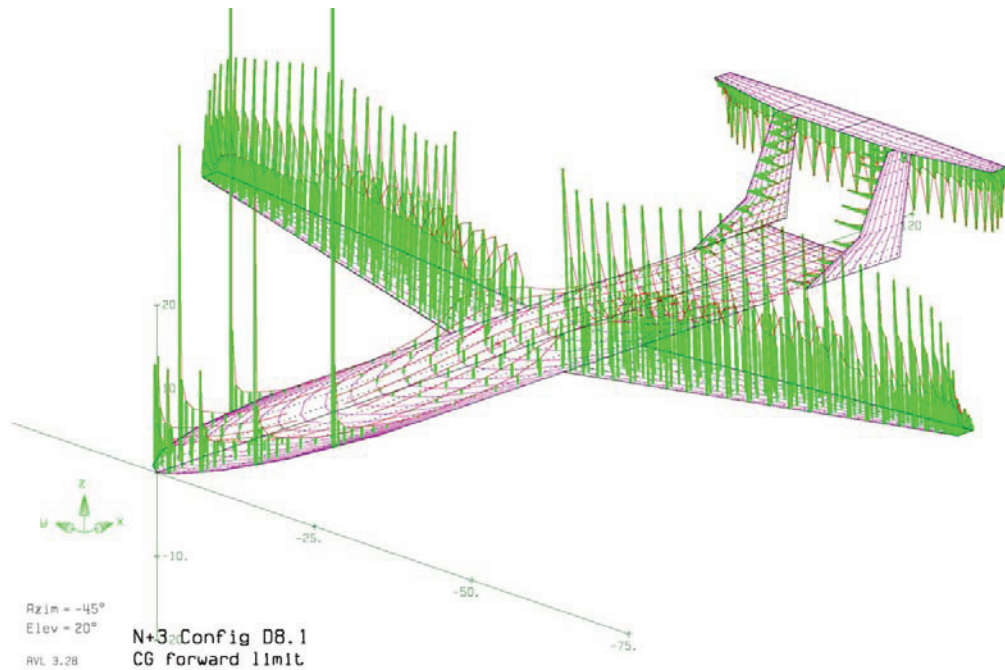 120
20
-10.
-25.
-50.
-75.
z
x
Azim = -45°
Elev = 20°
N+3 Config D8.1
CG forward limit
AVL 3.28